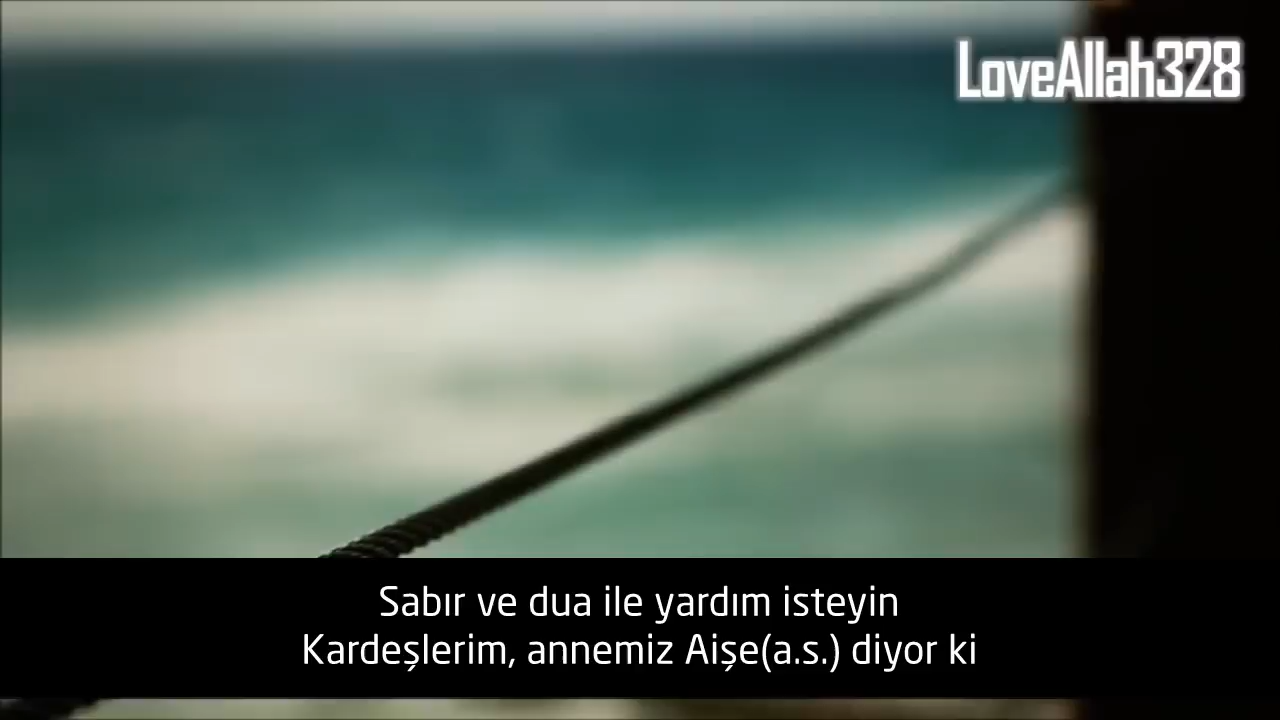 LoveAllah328
Sabır ve dua ile yardım isteyin
Kardeşlerim, annemiz Aişe(a.s.) diyor ki